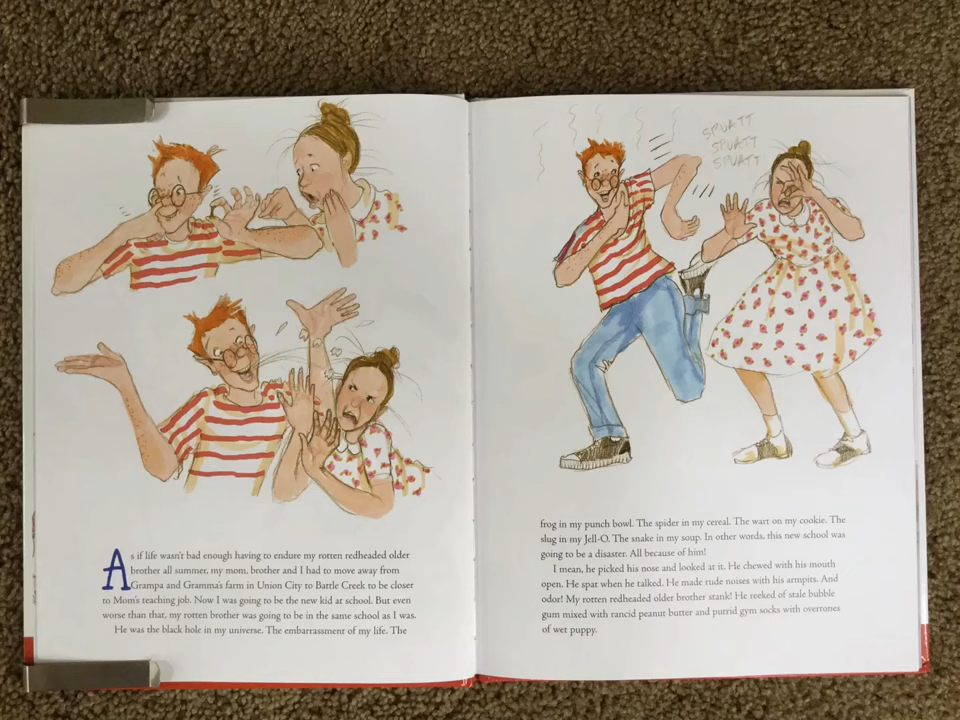 As if life wasn't bad enough having to endure my rotten redheaded older
brother all summer, my mom, brother and I had to move away from
Grampa and Gramma's farm in Union City to Battle Creek to be closer
to Mom's teaching job. Now I was going to be the new kid at school. But even
worse than that, my rotten brother was going to be in the same school as I was.
He was the black hole in my universe. The embarrassment of my life. The
SPUATT
SPUATT
SPUATT
frog in my punch bowl. The spider in my cereal. The wart on my cookie. The
slug in my Jell-O. The snake in my soup. In other words, this new school was
going to be a disaster. All because of him!
I mean, he picked his nose and looked at it. He chewed with his mouth
open. He spat when he talked. He made rude noises with his armpits. And
odor! My rotten redheaded older brother stank! He reeked of stale bubble
gum mixed with rancid peanut butter and putrid gym socks with overtones
of wet puppy.